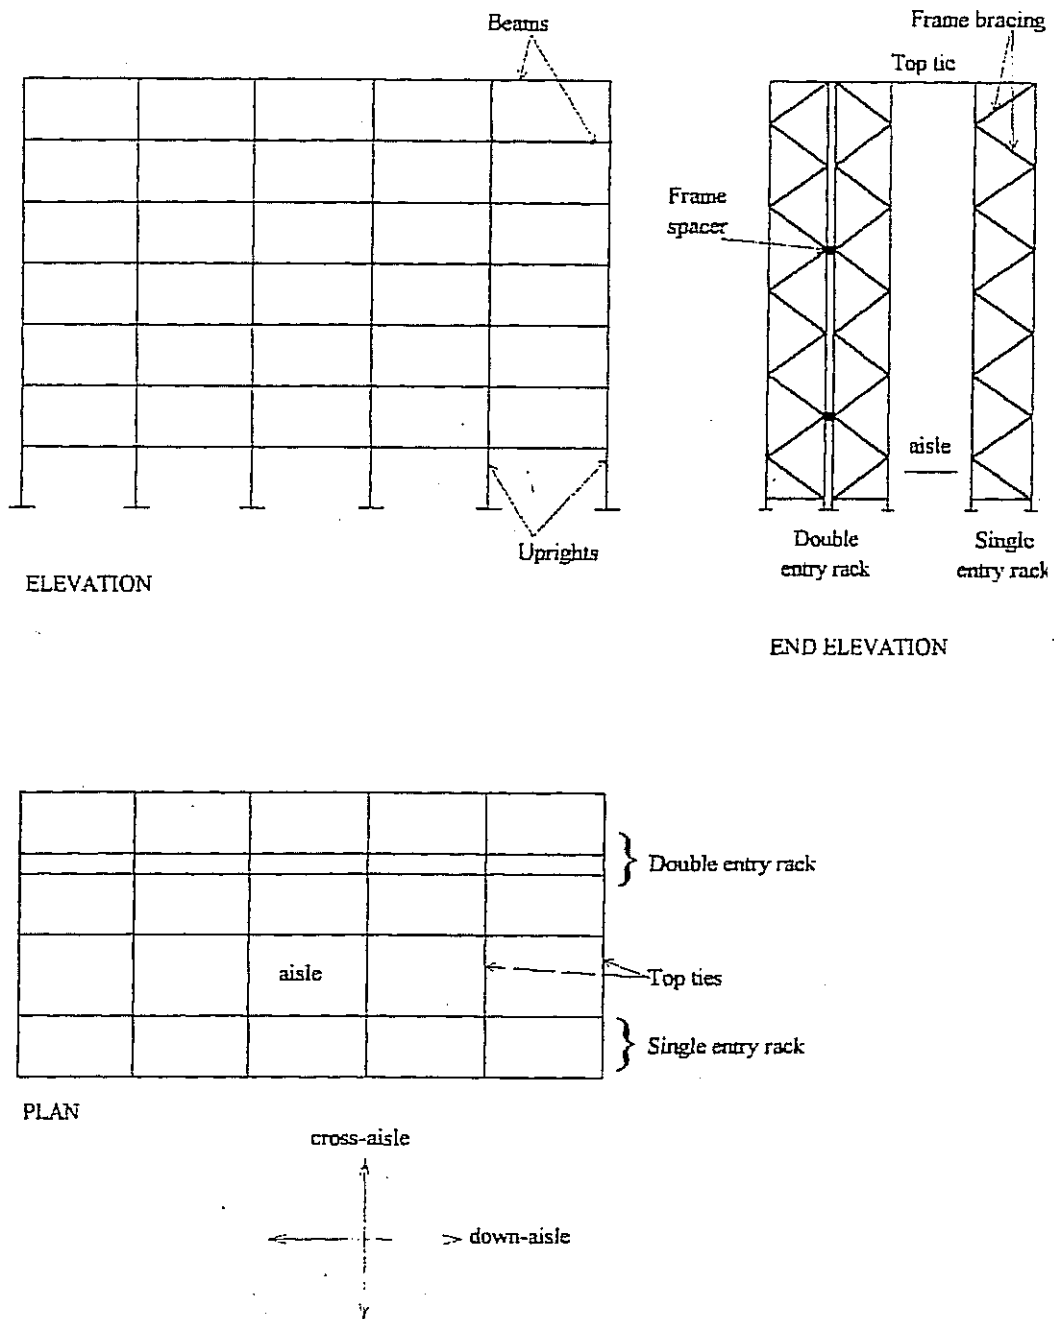 Beams
Frame bracing
Top tie
Frame
spacer
aisle
Uprights
Double
entry rack
Single
entry rack
ELEVATION
END ELEVATION
Double entry rack
aisle
Top ties
Single entry rack
PLAN
cross-aisle
down-aisle